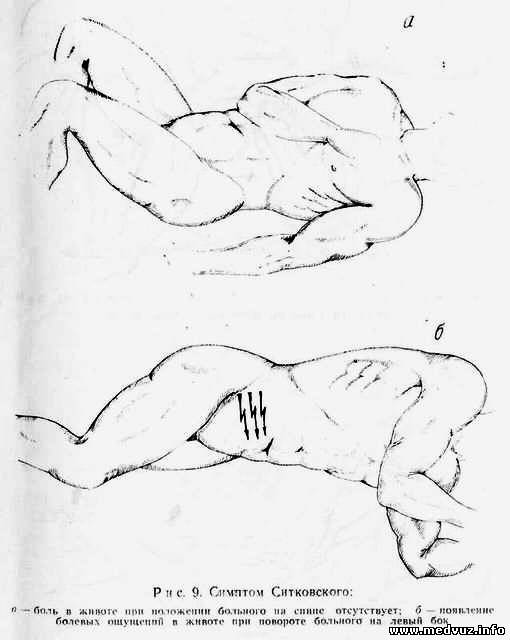 а
б
Рис. 9. Симптом Ситковского:
а — боль в животе при положении больного на спине отсутствует; б — появление
болевых ощущений в животе при повороте больного на левый бок.
www.medvuz.info